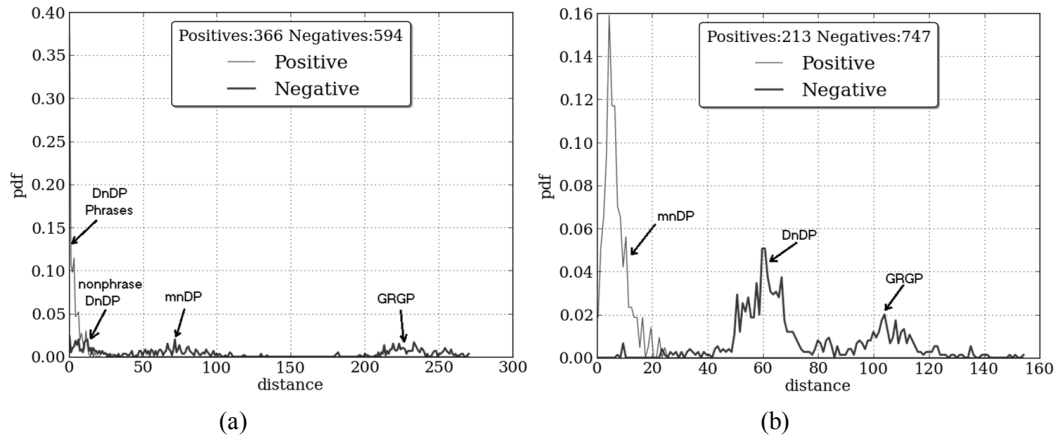 Positives:366 Negatives:594
Positive
Negative
pdf
0.40
0.35
0.30
0.25
0.20
0.15
0.10
0.05
0.00
DnDP
Phrases
nonphrase
DnDP
mnDP
GRGP
0 50 100 150 200 250 300
distance
(a)
Positives:213 Negatives:747
Positive
Negative
pdf
0.16
0.14
0.12
0.10
0.08
0.06
0.04
0.02
0.00
mnDP
DnDP
GRGP
0 20 40 60 80 100 120 140 160
distance
(b)